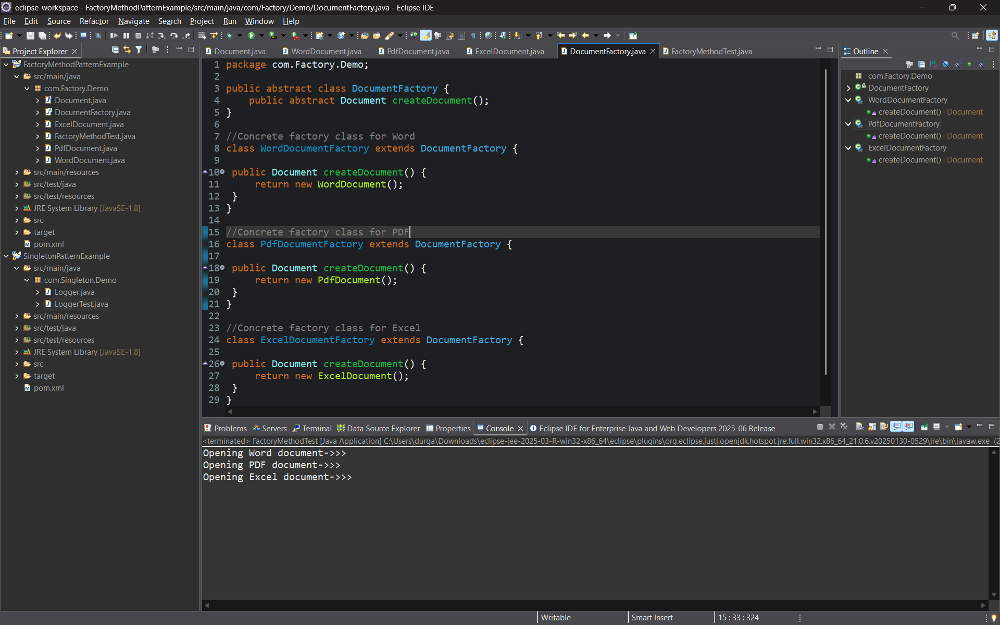 eclipse-workspace - FactoryMethodPatternExample/src/main/java/com/Factory/Demo/DocumentFactory.java - Eclipse IDE
File Edit Source Refactor Navigate Search Project Run Window Help
Project Explorer
FactoryMethodPatternExample
src/main/java
com.Factory.Demo
Document.java
DocumentFactory.java
ExcelDocument.java
FactoryMethodTest.java
PdfDocument.java
WordDocument.java
src/main/resources
src/test/java
src/test/resources
JRE System Library [JavaSE-1.8]
src
target
pom.xml
SingletonPatternExample
src/main/java
com.Singleton.Demo
Logger.java
LoggerTest.java
src/main/resources
src/test/java
src/test/resources
JRE System Library [JavaSE-1.8]
src
target
pom.xml
Document.java WordDocument.java PdfDocument.java ExcelDocument.java DocumentFactory.java FactoryMethodTest.java
1 package com.Factory.Demo;
2
3 public abstract class DocumentFactory {
4     public abstract Document createDocument();
5 }
6
7 //Concrete factory class for Word
8 class WordDocumentFactory extends DocumentFactory {
9
10 public Document createDocument() {
11     return new WordDocument();
12 }
13 }
14
15 //Concrete factory class for PDF
16 class PdfDocumentFactory extends DocumentFactory {
17
18 public Document createDocument() {
19     return new PdfDocument();
20 }
21 }
22
23 //Concrete factory class for Excel
24 class ExcelDocumentFactory extends DocumentFactory {
25
26 public Document createDocument() {
27     return new ExcelDocument();
28 }
29 }
Outline
com.Factory.Demo
DocumentFactory
WordDocumentFactory
createDocument() : Document
PdfDocumentFactory
createDocument() : Document
ExcelDocumentFactory
createDocument() : Document
Problems Servers Terminal Data Source Explorer Properties Console Eclipse IDE for Enterprise Java and Web Developers 2025-06 Release
<terminated> FactoryMethodTest [Java Application] C:\Users\durga\Downloads\eclipse-jee-2025-03-R-win32-x86_64\eclipse\plugins\org.eclipse.justj.openjdk.hotspot.jre.full.win32.x86_64_21.0.6.v20250130-0529\jre\bin\javaw.exe (2
Opening Word document->>>
Opening PDF document->>>
Opening Excel document->>>
Writable Smart Insert 15 : 33 : 324